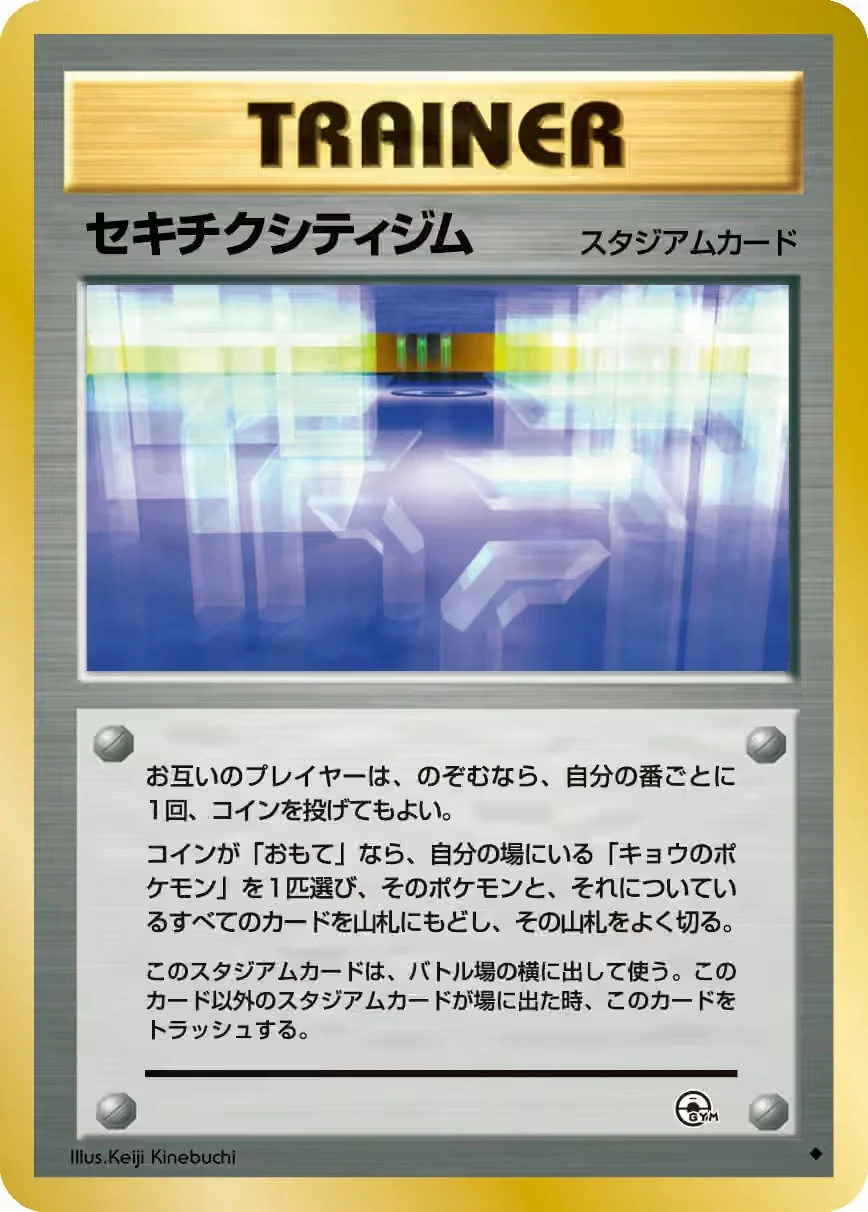 TRAINER
セキチクシティジム
スタジアムカード
お互いのプレイヤーは、のぞむなら、自分の番ごとに
1回、コインを投げてもよい。
コインが「おもて」なら、自分の場にいる「キョウのポ
ケモン」を1匹選び、そのポケモンと、それについてい
るすべてのカードを山札にもどし、その山札をよく切る。
このスタジアムカードは、バトル場の横に出して使う。この
カード以外のスタジアムカードが場に出た時、このカードを
トラッシュする。
GYM
Illus.Keiji Kinebuchi